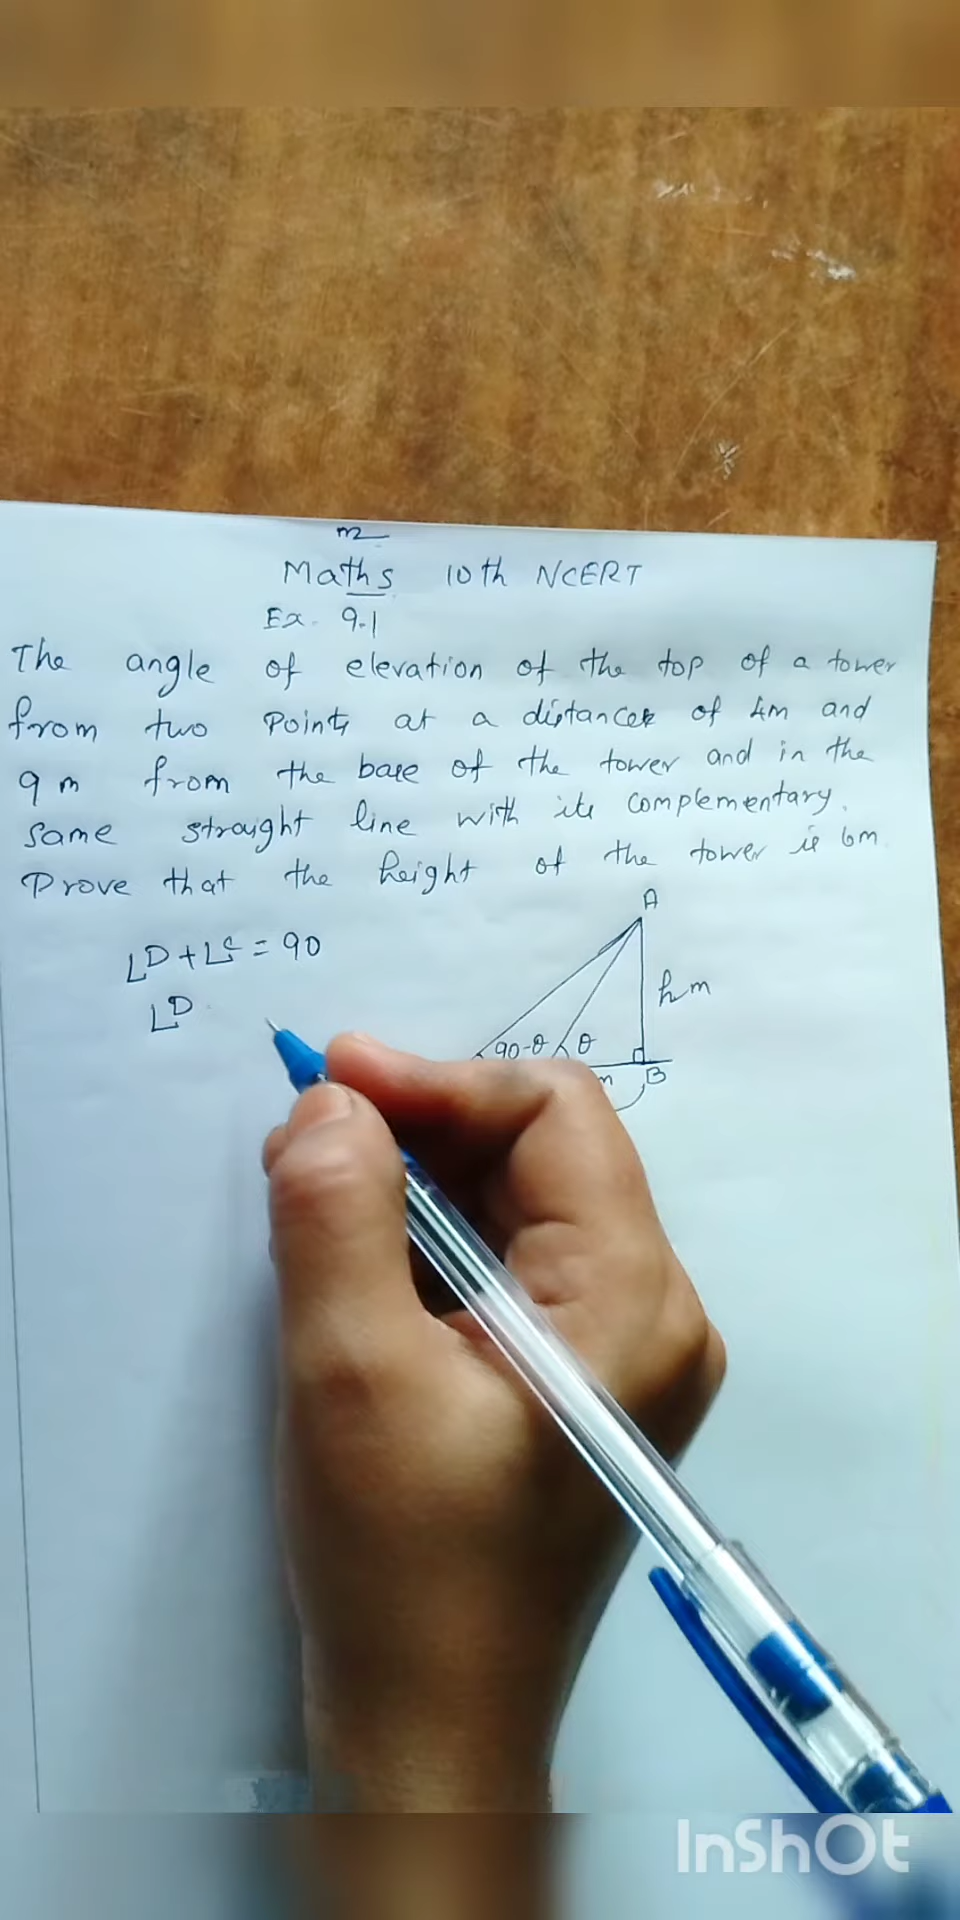 m
Maths 10th NCERT
Ex. 9.1
The angle of elevation of the top of a tower
from two Points at a distances of 4m and
9 m from the base of the tower and in the
same straight line with its complementary.
Prove that the height of the tower is 6m
∠D + ∠C = 90
∠D
A
h m
90-θ θ
m B
InShOt